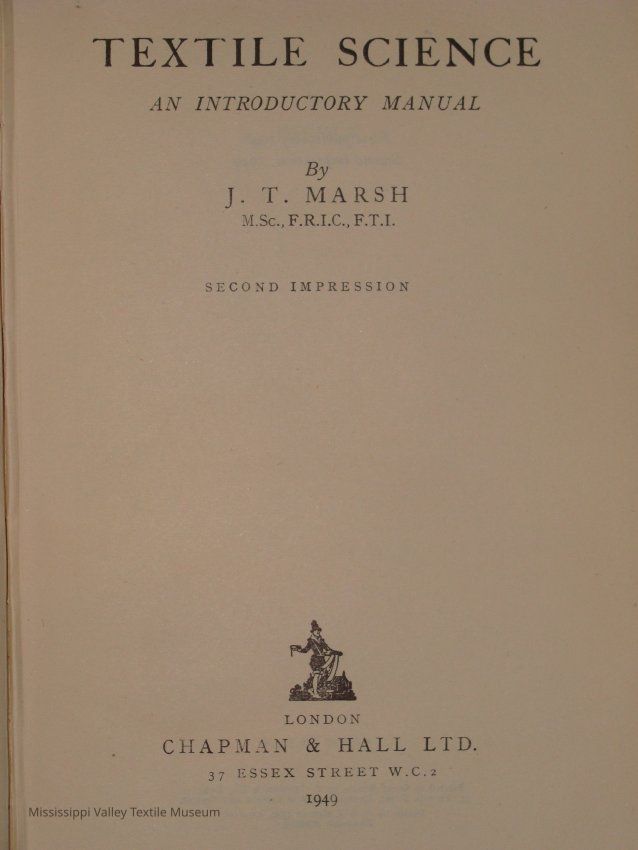 TEXTILE SCIENCE
AN INTRODUCTORY MANUAL
By
J. T. MARSH
M.Sc., F.R.I.C., F.T.I.
SECOND IMPRESSION
LONDON
CHAPMAN & HALL LTD.
37 ESSEX STREET W.C.2
1949
Mississippi Valley Textile Museum